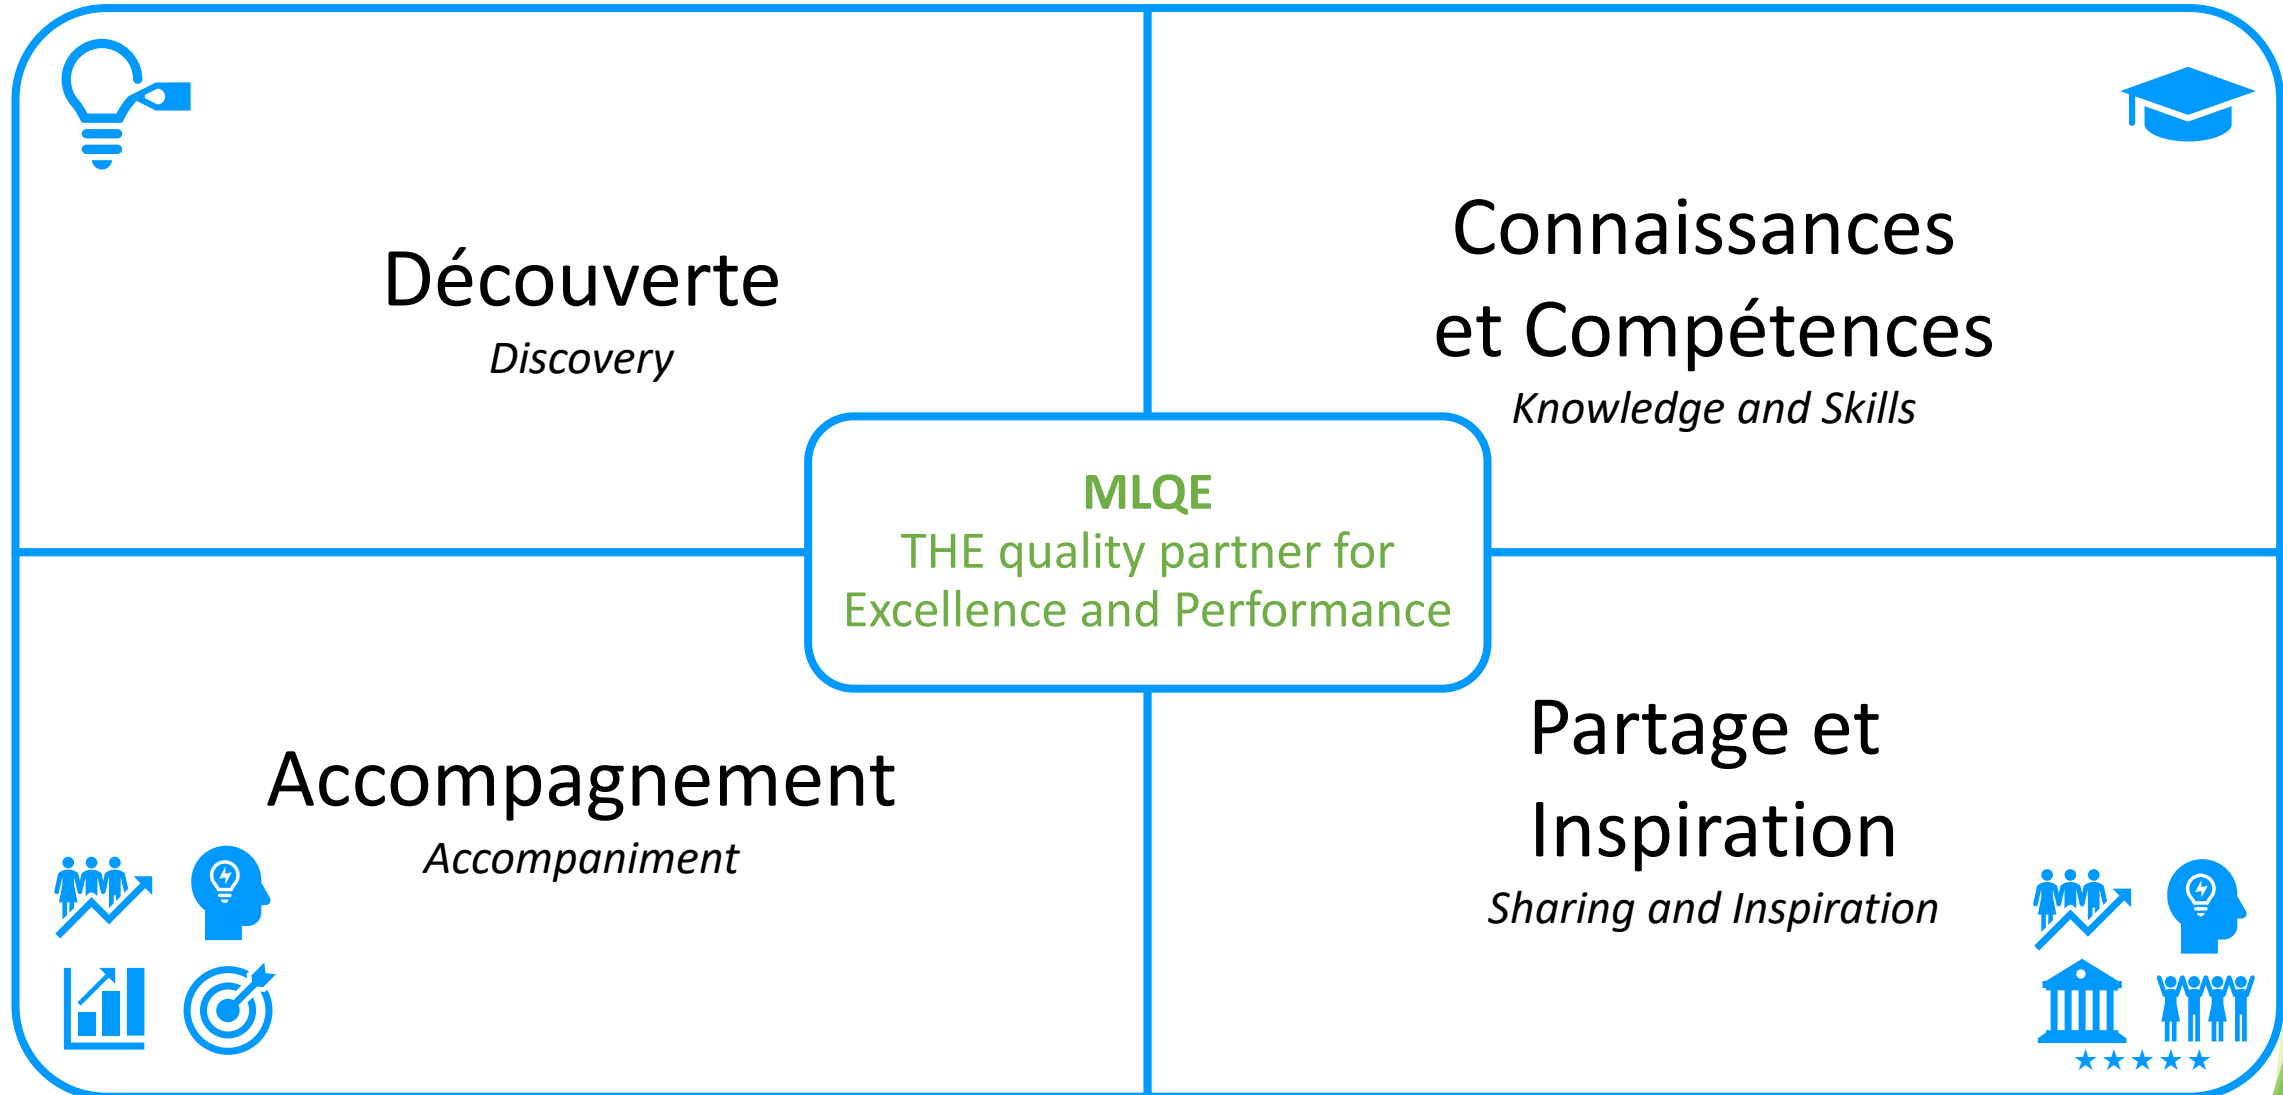 Découverte
Discovery
Connaissances
et Compétences
Knowledge and Skills
MLQE
THE quality partner for
Excellence and Performance
Accompagnement
Accompaniment
Partage et
Inspiration
Sharing and Inspiration